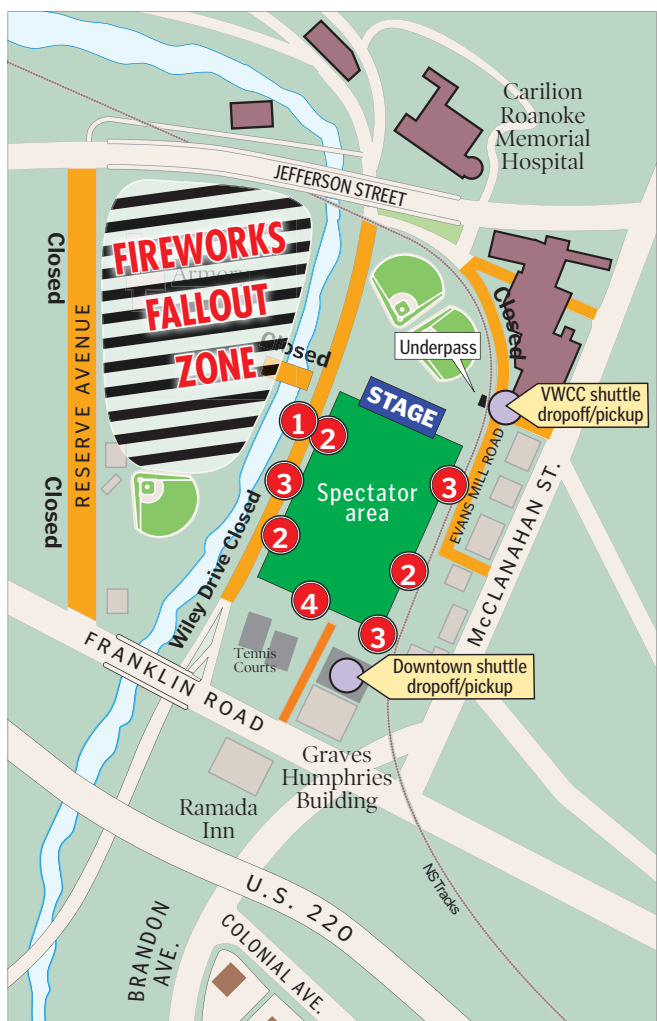 Carilion
Roanoke
Memorial
Hospital
JEFFERSON STREET
Closed
RESERVE AVENUE
Closed
FIREWORKS
FALLOUT
ZONE
Armory
Closed
Closed
Underpass
VWCC shuttle
dropoff/pickup
STAGE
1
2
3
2
4
3
2
3
Spectator
area
EVANS MILL ROAD
McCLANAHAN ST.
Wiley Drive Closed
Tennis
Courts
Downtown shuttle
dropoff/pickup
FRANKLIN ROAD
Graves
Humphries
Building
Ramada
Inn
U.S. 220
NS Tracks
BRANDON
AVE.
COLONIAL AVE.